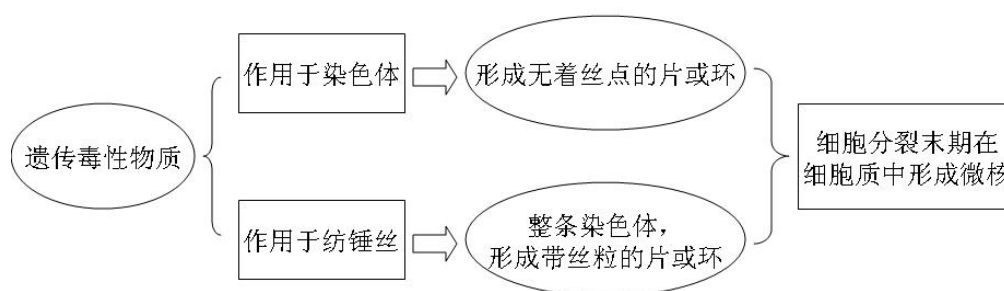 遗传毒性物质
作用于染色体
形成无着丝点的片或环
作用于纺锤丝
整条染色体，
形成带丝粒的片或环
细胞分裂末期在
细胞质中形成微核